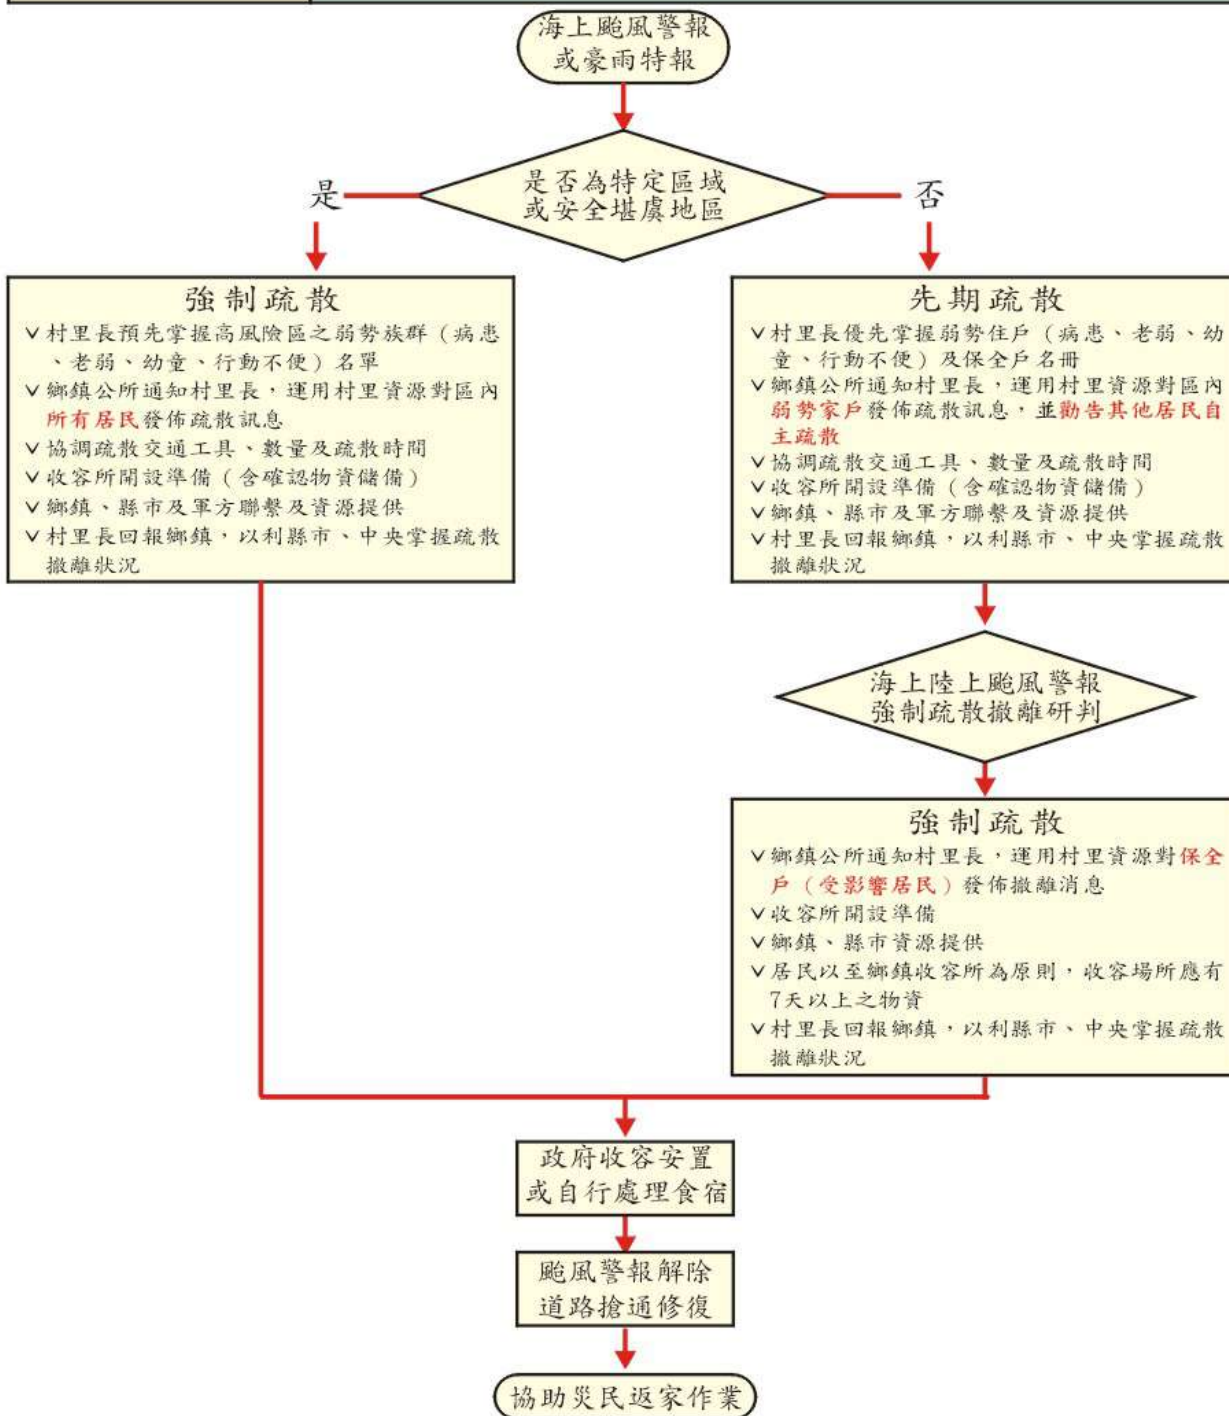 海上颱風警報
或豪雨特報
是否為特定區域
或安全堪虞地區
是
否
強制疏散
∨村里長預先掌握高風險區之弱勢族群（病患
、老弱、幼童、行動不便）名單
∨鄉鎮公所通知村里長，運用村里資源對區內
所有居民發佈疏散訊息
∨協調疏散交通工具、數量及疏散時間
∨收容所開設準備（含確認物資儲備）
∨鄉鎮、縣市及軍方聯繫及資源提供
∨村里長回報鄉鎮，以利縣市、中央掌握疏散
撤離狀況
先期疏散
∨村里長優先掌握弱勢住戶（病患、老弱、幼
童、行動不便）及保全戶名冊
∨鄉鎮公所通知村里長，運用村里資源對區內
弱勢家戶發佈疏散訊息，並勸告其他居民自
主疏散
∨協調疏散交通工具、數量及疏散時間
∨收容所開設準備（含確認物資儲備）
∨鄉鎮、縣市及軍方聯繫及資源提供
∨村里長回報鄉鎮，以利縣市、中央掌握疏散
撤離狀況
海上陸上颱風警報
強制疏散撤離研判
強制疏散
∨鄉鎮公所通知村里長，運用村里資源對保全
戶（受影響居民）發佈撤離消息
∨收容所開設準備
∨鄉鎮、縣市資源提供
∨居民以至鄉鎮收容所為原則，收容場所應有
7天以上之物資
∨村里長回報鄉鎮，以利縣市、中央掌握疏散
撤離狀況
政府收容安置
或自行處理食宿
颱風警報解除
道路搶通修復
協助災民返家作業